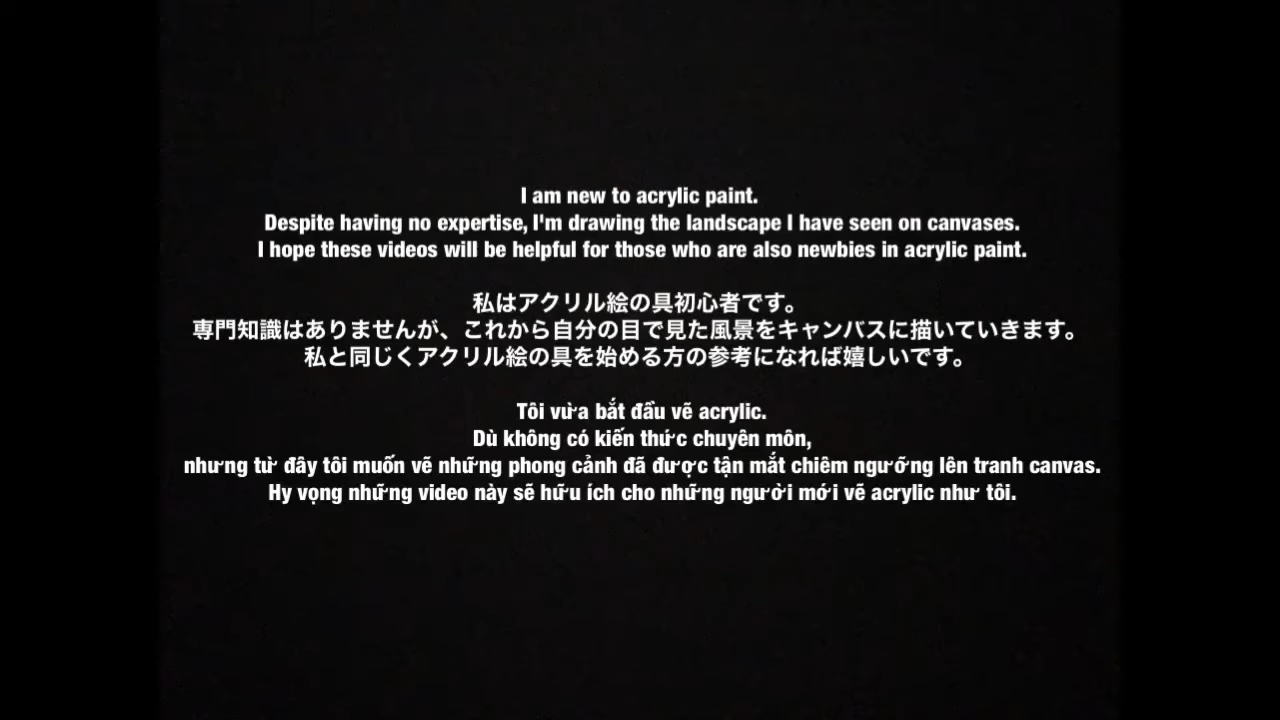 I am new to acrylic paint.
Despite having no expertise, I'm drawing the landscape I have seen on canvases.
I hope these videos will be helpful for those who are also newbies in acrylic paint.
私はアクリル絵の具初心者です。
専門知識はありませんが、これから自分の目で見た風景をキャンバスに描いていきます。
私と同じくアクリル絵の具を始める方の参考になれば嬉しいです。
Tôi vừa bắt đầu vẽ acrylic.
Dù không có kiến thức chuyên môn,
nhưng từ đây tôi muốn vẽ những phong cảnh đã được tận mắt chiêm ngưỡng lên tranh canvas.
Hy vọng những video này sẽ hữu ích cho những người mới vẽ acrylic như tôi.